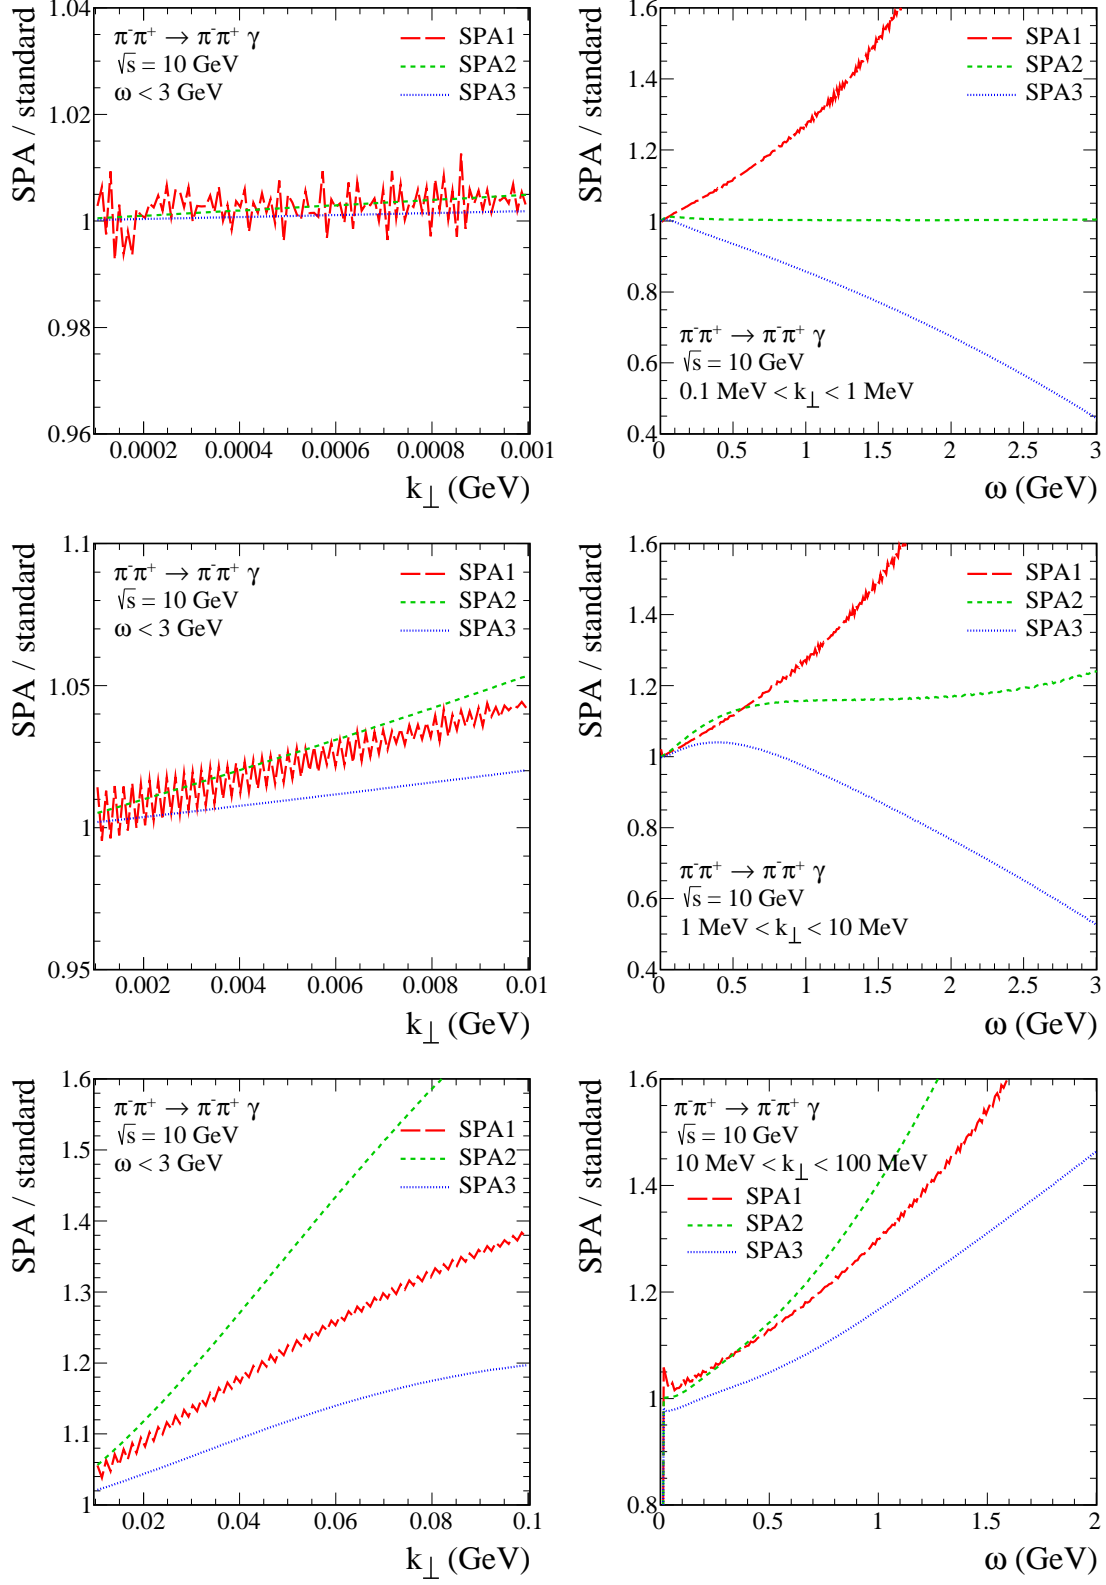 SPA / standard
1.04
1.02
1
0.98
0.96
π⁻π⁺ → π⁻π⁺ γ
√s = 10 GeV
ω < 3 GeV
SPA1
SPA2
SPA3
0.0002 0.0004 0.0006 0.0008 0.001
k⊥ (GeV)
SPA / standard
1.6
1.4
1.2
1
0.8
0.6
0.4
SPA1
SPA2
SPA3
π⁻π⁺ → π⁻π⁺ γ
√s = 10 GeV
0.1 MeV < k⊥ < 1 MeV
0 0.5 1 1.5 2 2.5 3
ω (GeV)
SPA / standard
1.1
1.05
1
0.95
π⁻π⁺ → π⁻π⁺ γ
√s = 10 GeV
ω < 3 GeV
SPA1
SPA2
SPA3
0.002 0.004 0.006 0.008 0.01
k⊥ (GeV)
SPA / standard
1.6
1.4
1.2
1
0.8
0.6
0.4
SPA1
SPA2
SPA3
π⁻π⁺ → π⁻π⁺ γ
√s = 10 GeV
1 MeV < k⊥ < 10 MeV
0 0.5 1 1.5 2 2.5 3
ω (GeV)
SPA / standard
1.6
1.5
1.4
1.3
1.2
1.1
1
π⁻π⁺ → π⁻π⁺ γ
√s = 10 GeV
ω < 3 GeV
SPA1
SPA2
SPA3
0.02 0.04 0.06 0.08 0.1
k⊥ (GeV)
SPA / standard
1.6
1.4
1.2
1
0.8
π⁻π⁺ → π⁻π⁺ γ
√s = 10 GeV
10 MeV < k⊥ < 100 MeV
SPA1
SPA2
SPA3
0 0.5 1 1.5 2
ω (GeV)